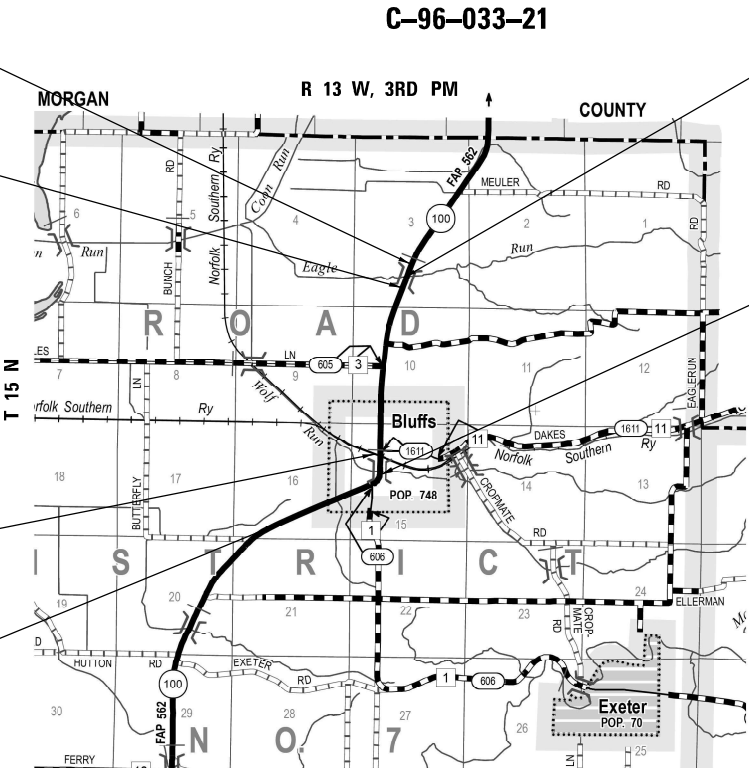 C–96–033–21
R 13 W, 3RD PM
MORGAN
COUNTY
FAP 562
RD
Southern Ry
Coon Run
MEULER
RD
6
5
4
3
100
2
1
RD
Run
Run
Eagle
BUNCH
Norfolk
R O A D
T 15 N
LES
LN
605
3
10
11
12
7
8
9
LN
EAGLERUN
Wolf
Run
Bluffs
rfolk Southern
Ry
1611
11
DAKES
1611
11
Norfolk
Southern
Ry
18
17
16
POP. 748
14
13
BUTTERFLY
CROPMATE
15
1
RD
606
I S T R I C T
20
24
19
21
22
23
ELLERMAN
RD
CROP-
MATE
D
HUTTON
RD
EXETER
RD
1
606
100
30
FAP 562
29
28
27
26
Exeter
POP. 70
N O. 7
FERRY
LN
25